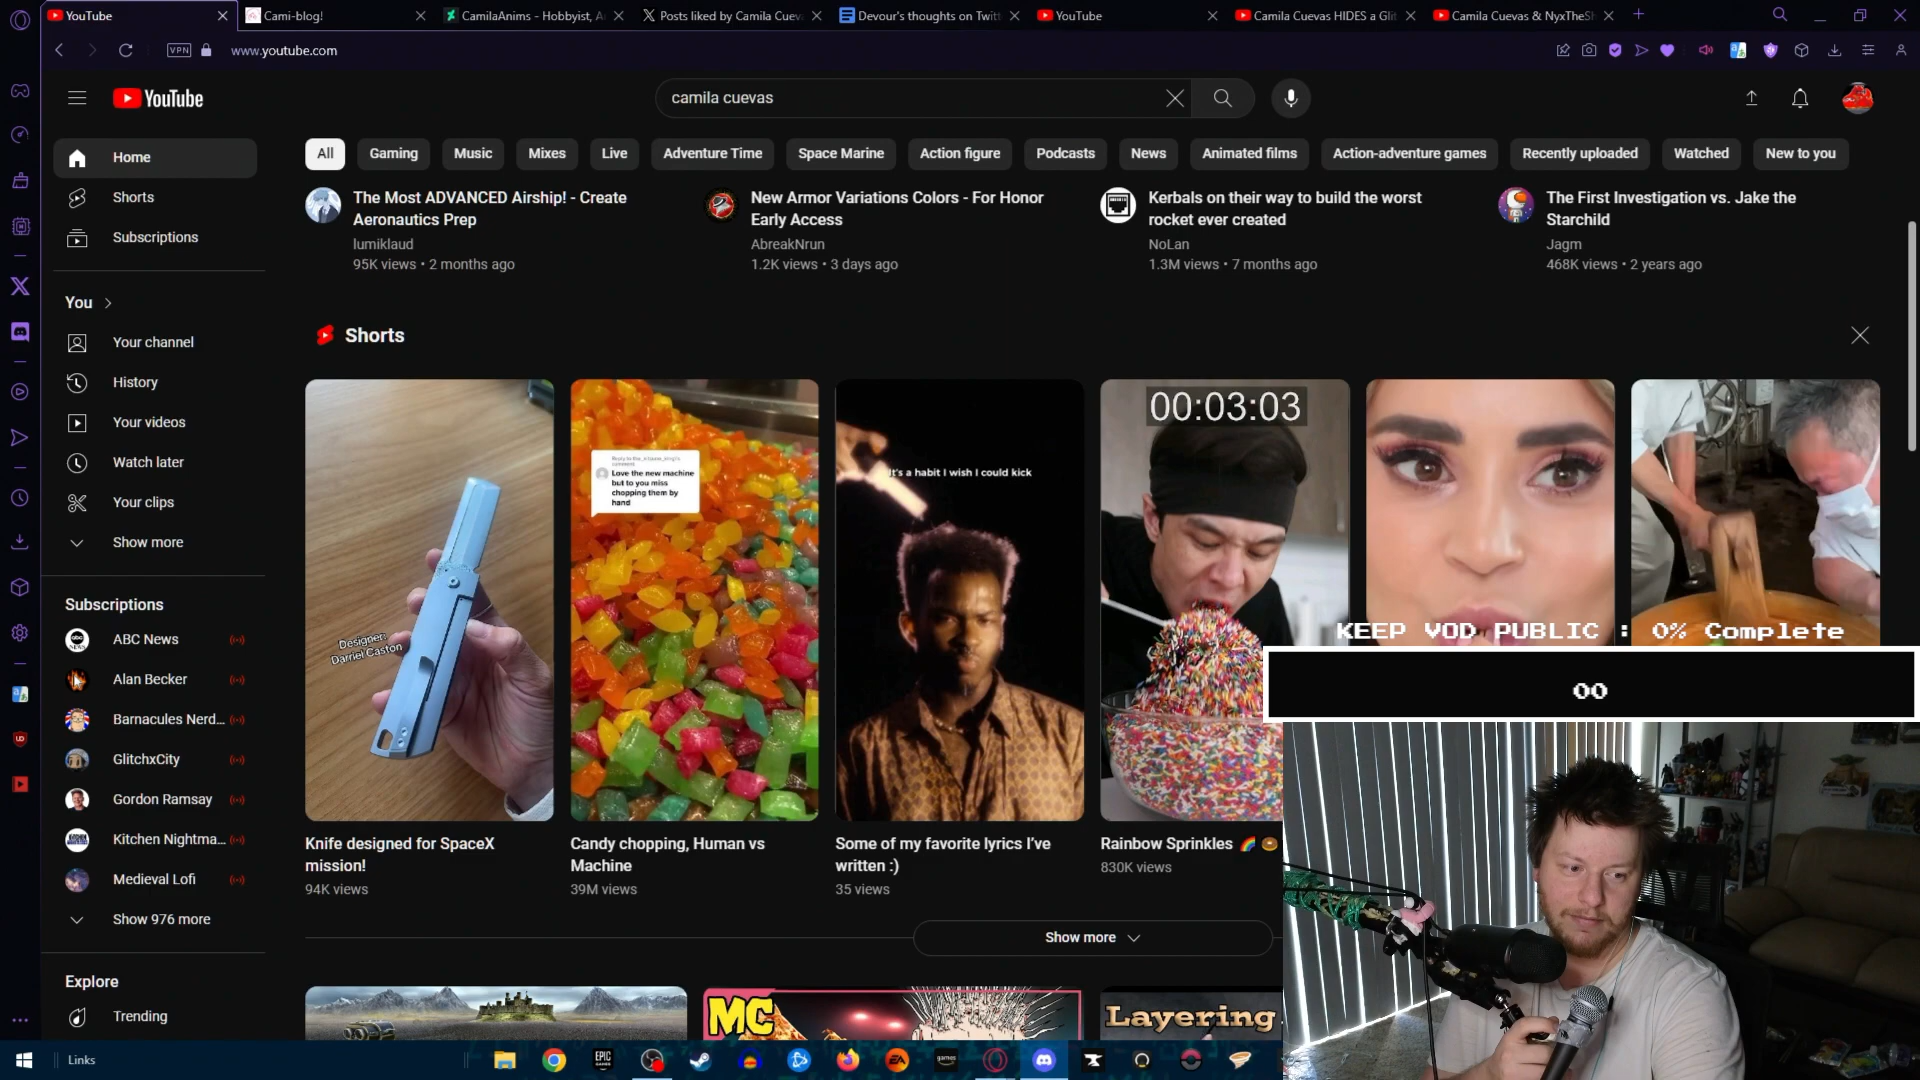 YouTube
Cami-blog!
CamilaAnims - Hobbyist, A
Posts liked by Camila Cuev
Devour's thoughts on Twit
YouTube
Camila Cuevas HIDES a Gli
Camila Cuevas & NyxTheSh
VPN
www.youtube.com
YouTube
camila cuevas
Home
Shorts
Subscriptions
You
Your channel
History
Your videos
Watch later
Your clips
Show more
Subscriptions
ABC News
Alan Becker
Barnacules Nerd...
GlitchxCity
Gordon Ramsay
Kitchen Nightma...
Medieval Lofi
Show 976 more
Explore
Trending
All
Gaming
Music
Mixes
Live
Adventure Time
Space Marine
Action figure
Podcasts
News
Animated films
Action-adventure games
Recently uploaded
Watched
New to you
The Most ADVANCED Airship! - Create
Aeronautics Prep
lumiklaud
95K views • 2 months ago
New Armor Variations Colors - For Honor
Early Access
AbreakNrun
1.2K views • 3 days ago
Kerbals on their way to build the worst
rocket ever created
NoLan
1.3M views • 7 months ago
The First Investigation vs. Jake the
Starchild
Jagm
468K views • 2 years ago
Shorts
Designer:
Darriel Caston
Love the new machine
but to you miss
chopping them by
hand
It's a habit I wish I could kick
00:03:03
Knife designed for SpaceX
mission!
94K views
Candy chopping, Human vs
Machine
39M views
Some of my favorite lyrics I've
written :)
35 views
Rainbow Sprinkles 🌈 🍩
830K views
Show more
MC
Layering
KEEP VOD PUBLIC : 0% Complete
00
Links
EPIC
EA
games